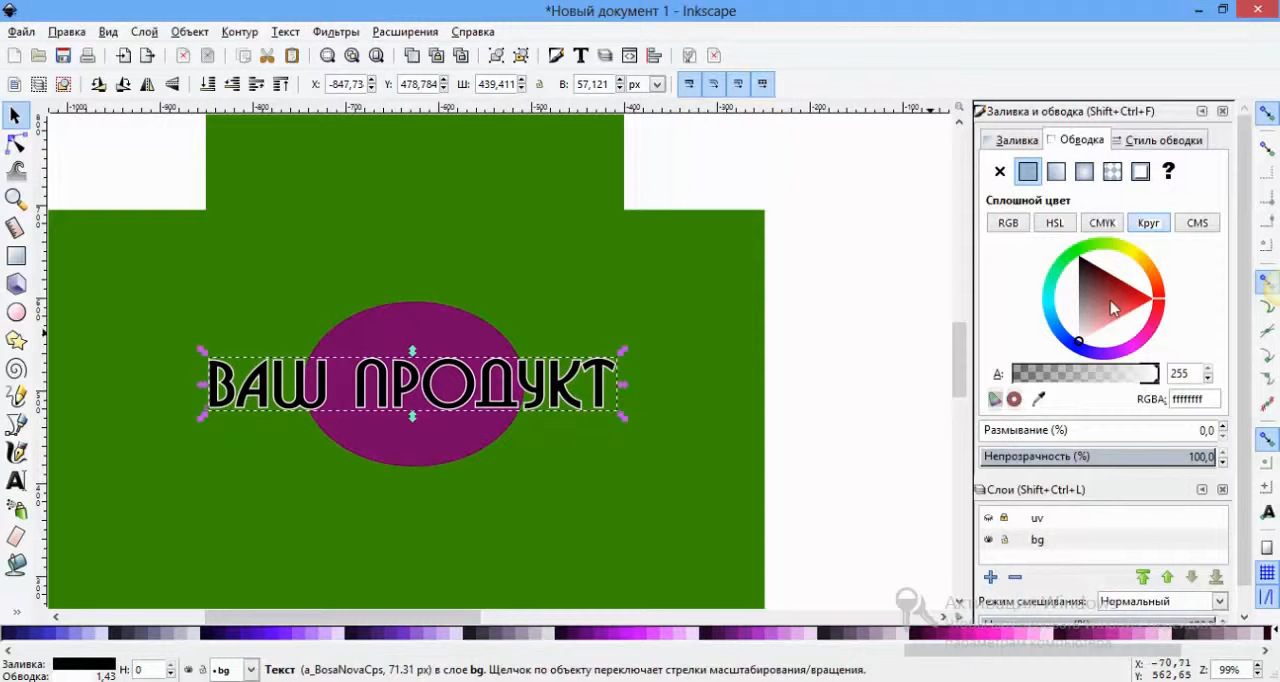 *Новый документ 1 - Inkscape
Файл Правка Вид Слой Объект Контур Текст Фильтры Расширения Справка
X: -847,73 Y: 478,784 Ш: 439,411 В: 57,121 px
Заливка и обводка (Shift+Ctrl+F)
Заливка Обводка Стиль обводки
Сплошной цвет
RGB HSL CMYK Круг CMS
A: 255
RGBA: ffffffff
Размывание (%) 0,0
Непрозрачность (%) 100,0
Слои (Shift+Ctrl+L)
uv
bg
Режим смешивания: Нормальный
ВАШ ПРОДУКТ
Активация Windows
параметрам компьютера.
Заливка: Н: 0 •bg Текст (a_BosaNovaCps, 71.31 px) в слое bg. Щелчок по объекту переключает стрелки масштабирования/вращения. X: -70,71 Z: 99%
Обводка: 1,43 Y: 562,65